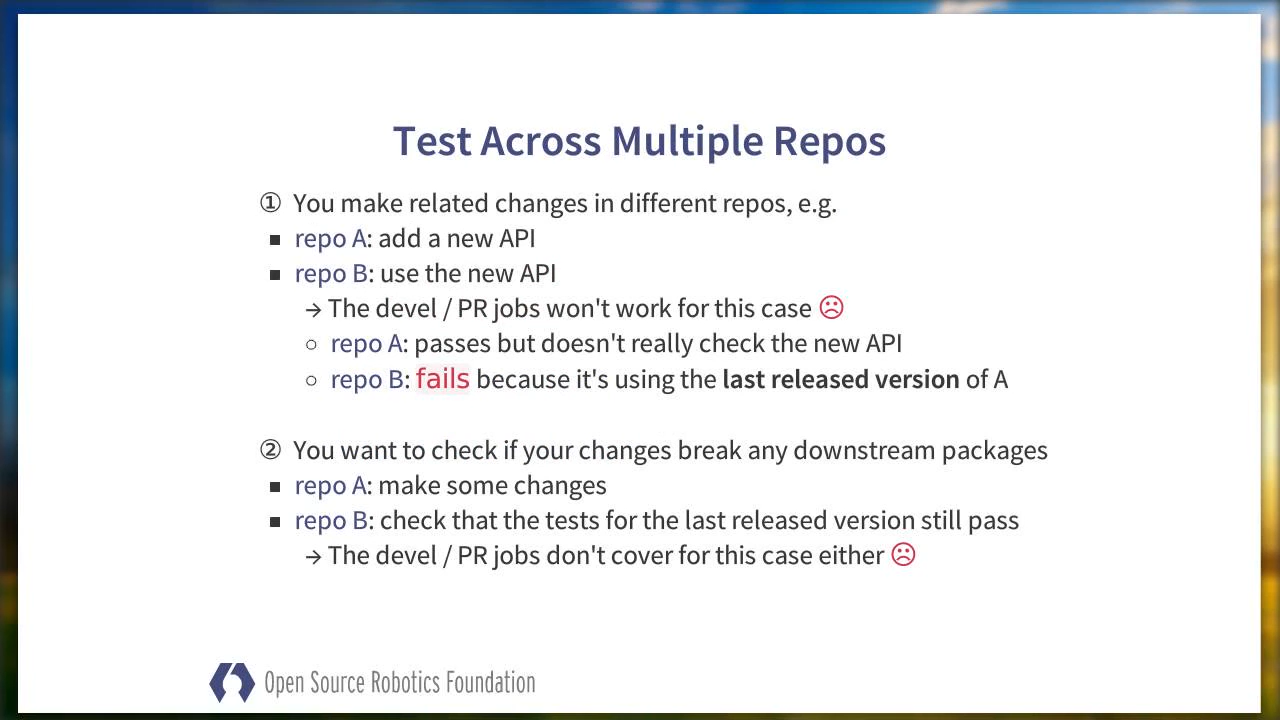 Test Across Multiple Repos
① You make related changes in different repos, e.g.
▪ repo A: add a new API
▪ repo B: use the new API
→ The devel / PR jobs won't work for this case ☹
○ repo A: passes but doesn't really check the new API
○ repo B: fails because it's using the last released version of A
② You want to check if your changes break any downstream packages
▪ repo A: make some changes
▪ repo B: check that the tests for the last released version still pass
→ The devel / PR jobs don't cover for this case either ☹
Open Source Robotics Foundation